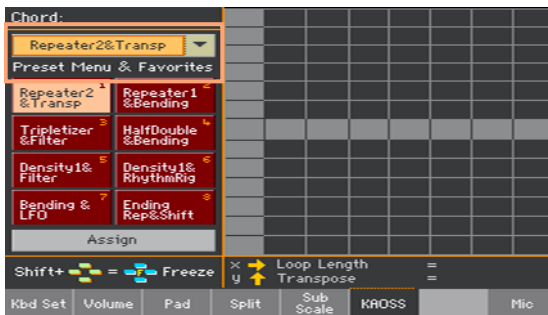 Chord:
Repeater2&Transp
Preset Menu & Favorites
Repeater2 1
&Transp
Repeater1 2
&Bending
Tripletizer 3
&Filter
HalfDouble 4
&Bending
Density1& 5
Filter
Density1& 6
RhythmRig
Bending & 7
LFO
Ending 8
Rep&Shift
Assign
Shift+ = F Freeze
x Loop Length =
y Transpose =
Kbd Set Volume Pad Split Sub Scale KAOSS Mic